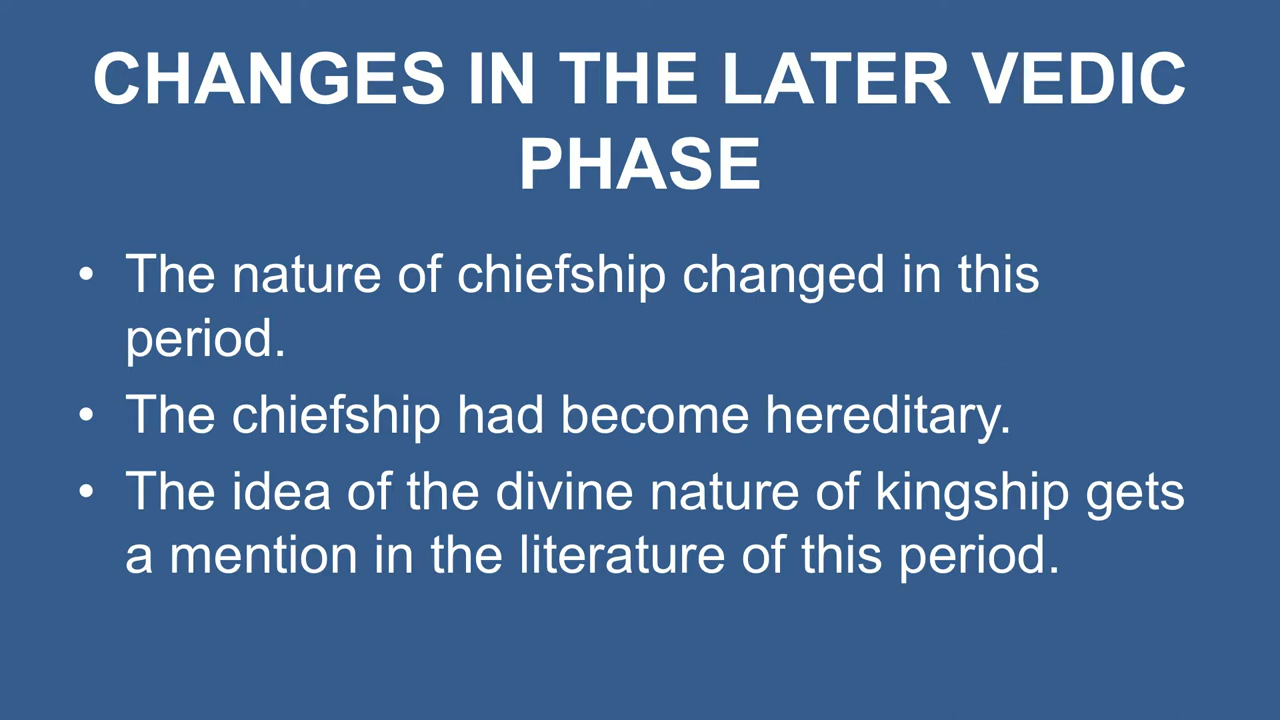 CHANGES IN THE LATER VEDIC
PHASE
• The nature of chiefship changed in this
period.
• The chiefship had become hereditary.
• The idea of the divine nature of kingship gets
a mention in the literature of this period.